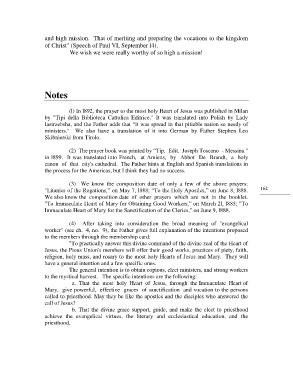 and high mission. That of meriting and preparing the vocations to the kingdom
of Christ" (Speech of Paul VI, September 14).
We wish we were really worthy of so high a mission!
Notes
(1) In 1892, the prayer to the most holy Heart of Jesus was published in Milan
by "Tipi della Biblioteca Cattolica Editrice." It was translated into Polish by Lady
and the Father adds that "it was spread in that pitable nation so needy of
ministers." We also have a translation of it into German by Father Stephen Leo
from Tirolo.
(2) The prayer book was printed by "Tip. Edit. Joseph Toscano - Messina."
in 1899. It was translated into French, at Amiens, by Abbot De Brandt, a holy
canon of that city's cathedral. The Father hints at English and Spanish translations in
the process for the Americas, but I think they had no success.
(3) We know the composition date of only a few of the above prayers:
"Litanies of the Rogations," on May 7, 1888; "To the Holy Apostles," on June 8, 1888.
We also know the composition date of other prayers which are not in the booklet.
"To Immaculate Heart of Mary for Obtaining Good Workers," on March 21, 1885; "To
Immaculate Heart of Mary for the Sanctification of the Clerics," on June 9, 1888.
162
(4) After taking into consideration the broad meaning of "evangelical
worker" (see ch. 4, no. 9), the Father gives full explanation of the intentions proposed
to the members through the membership card:
"To practically answer this divine command of the divine zeal of the Heart of
Jesus, the Pious Union's members will offer their good works, practices of piety, faith,
religion, holy mass, and rosary to the most holy Hearts of Jesus and Mary. They will
have a general intention and a few specific ones.
The general intention is to obtain copious, elect ministers, and strong workers
to the mystical harvest. The specific intentions are the following:
a. That the most holy Heart of Jesus, through the Immaculate Heart of
Mary, give powerful, effective graces of sanctification and vocation to the persons
called to priesthood. May they be like the apostles and the disciples who answered the
call of Jesus?
b. That the divine grace support, guide, and make the elect to priesthood
achieve the evangelical virtues, the literary and ecclesiastical education, and the
priesthood.